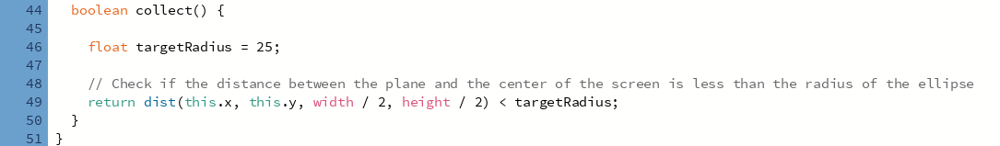 44 boolean collect() {
45
46 float targetRadius = 25;
47
48 // Check if the distance between the plane and the center of the screen is less than the radius of the ellipse
49 return dist(this.x, this.y, width / 2, height / 2) < targetRadius;
50 }
51 }